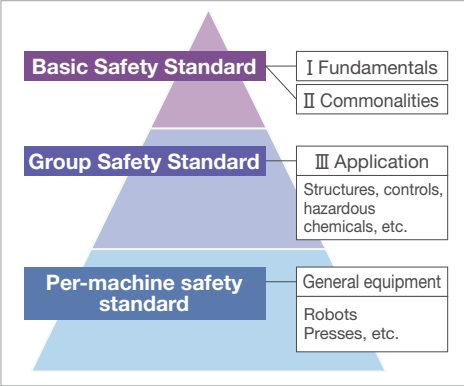 Basic Safety Standard
Ⅰ Fundamentals
Ⅱ Commonalities
Group Safety Standard
Ⅲ Application
Structures, controls,
hazardous
chemicals, etc.
Per-machine safety
standard
General equipment
Robots
Presses, etc.